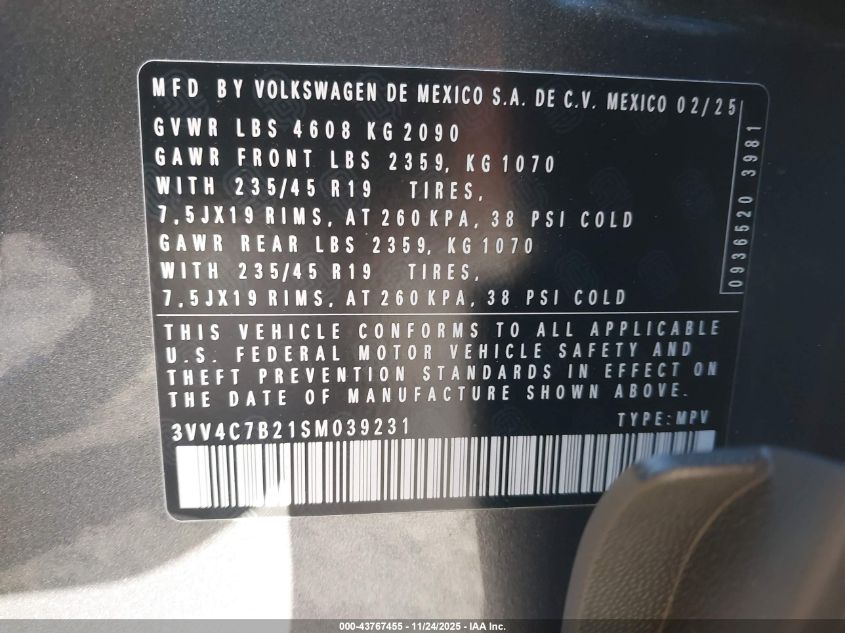 MFD BY VOLKSWAGEN DE MEXICO S.A. DE C.V. MEXICO 02/25
GVWR LBS 4608 KG 2090
GAWR FRONT LBS 2359, KG 1070
WITH 235/45 R19 TIRES,
7,5JX19 RIMS, AT 260 KPA, 38 PSI COLD
GAWR REAR LBS 2359, KG 1070
WITH 235/45 R19 TIRES,
7,5JX19 RIMS, AT 260 KPA, 38 PSI COLD
0936520 3981
THIS VEHICLE CONFORMS TO ALL APPLICABLE
U.S. FEDERAL MOTOR VEHICLE SAFETY AND
THEFT PREVENTION STANDARDS IN EFFECT ON
THE DATE OF MANUFACTURE SHOWN ABOVE.
3VV4C7B21SM039231 TYPE: MPV
000-43767455 - 11/24/2025 - IAA Inc.